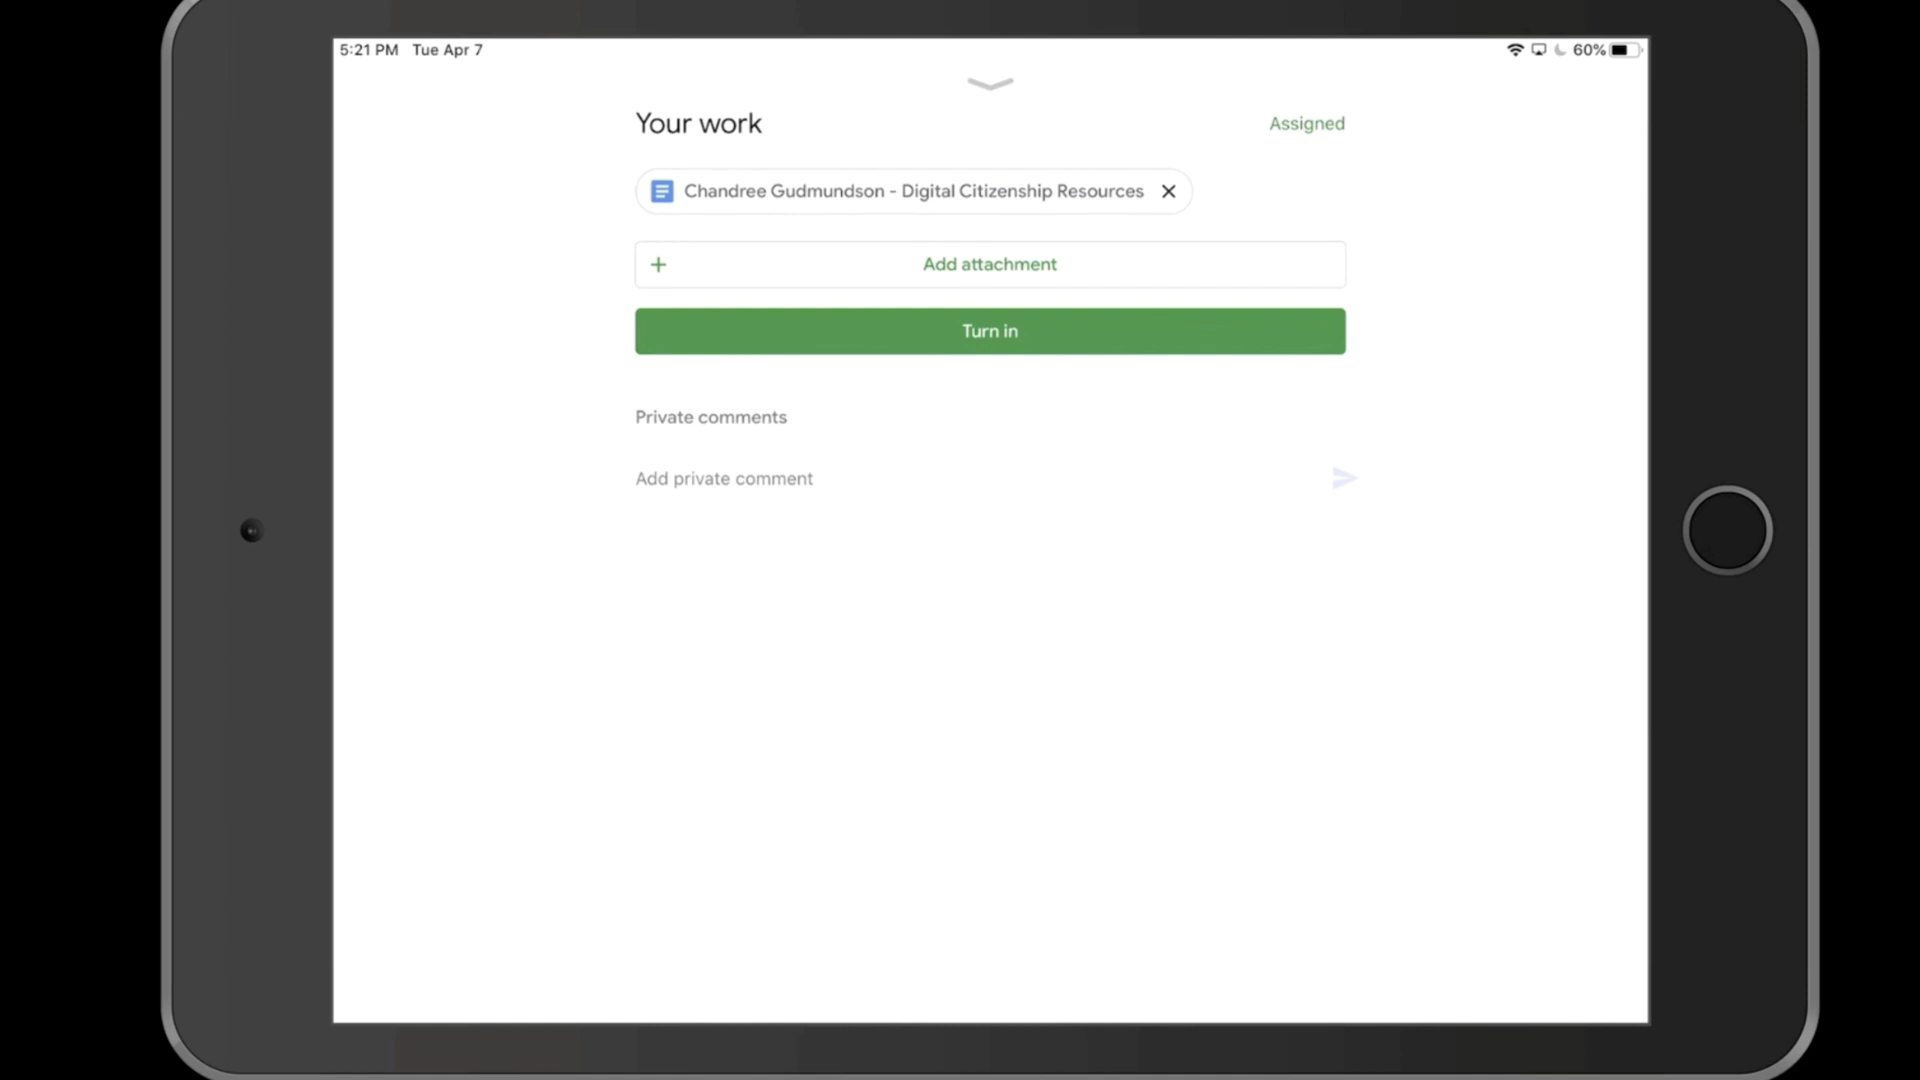 5:21 PM Tue Apr 7
60%
Your work
Assigned
Chandree Gudmundson - Digital Citizenship Resources
Add attachment
Turn in
Private comments
Add private comment